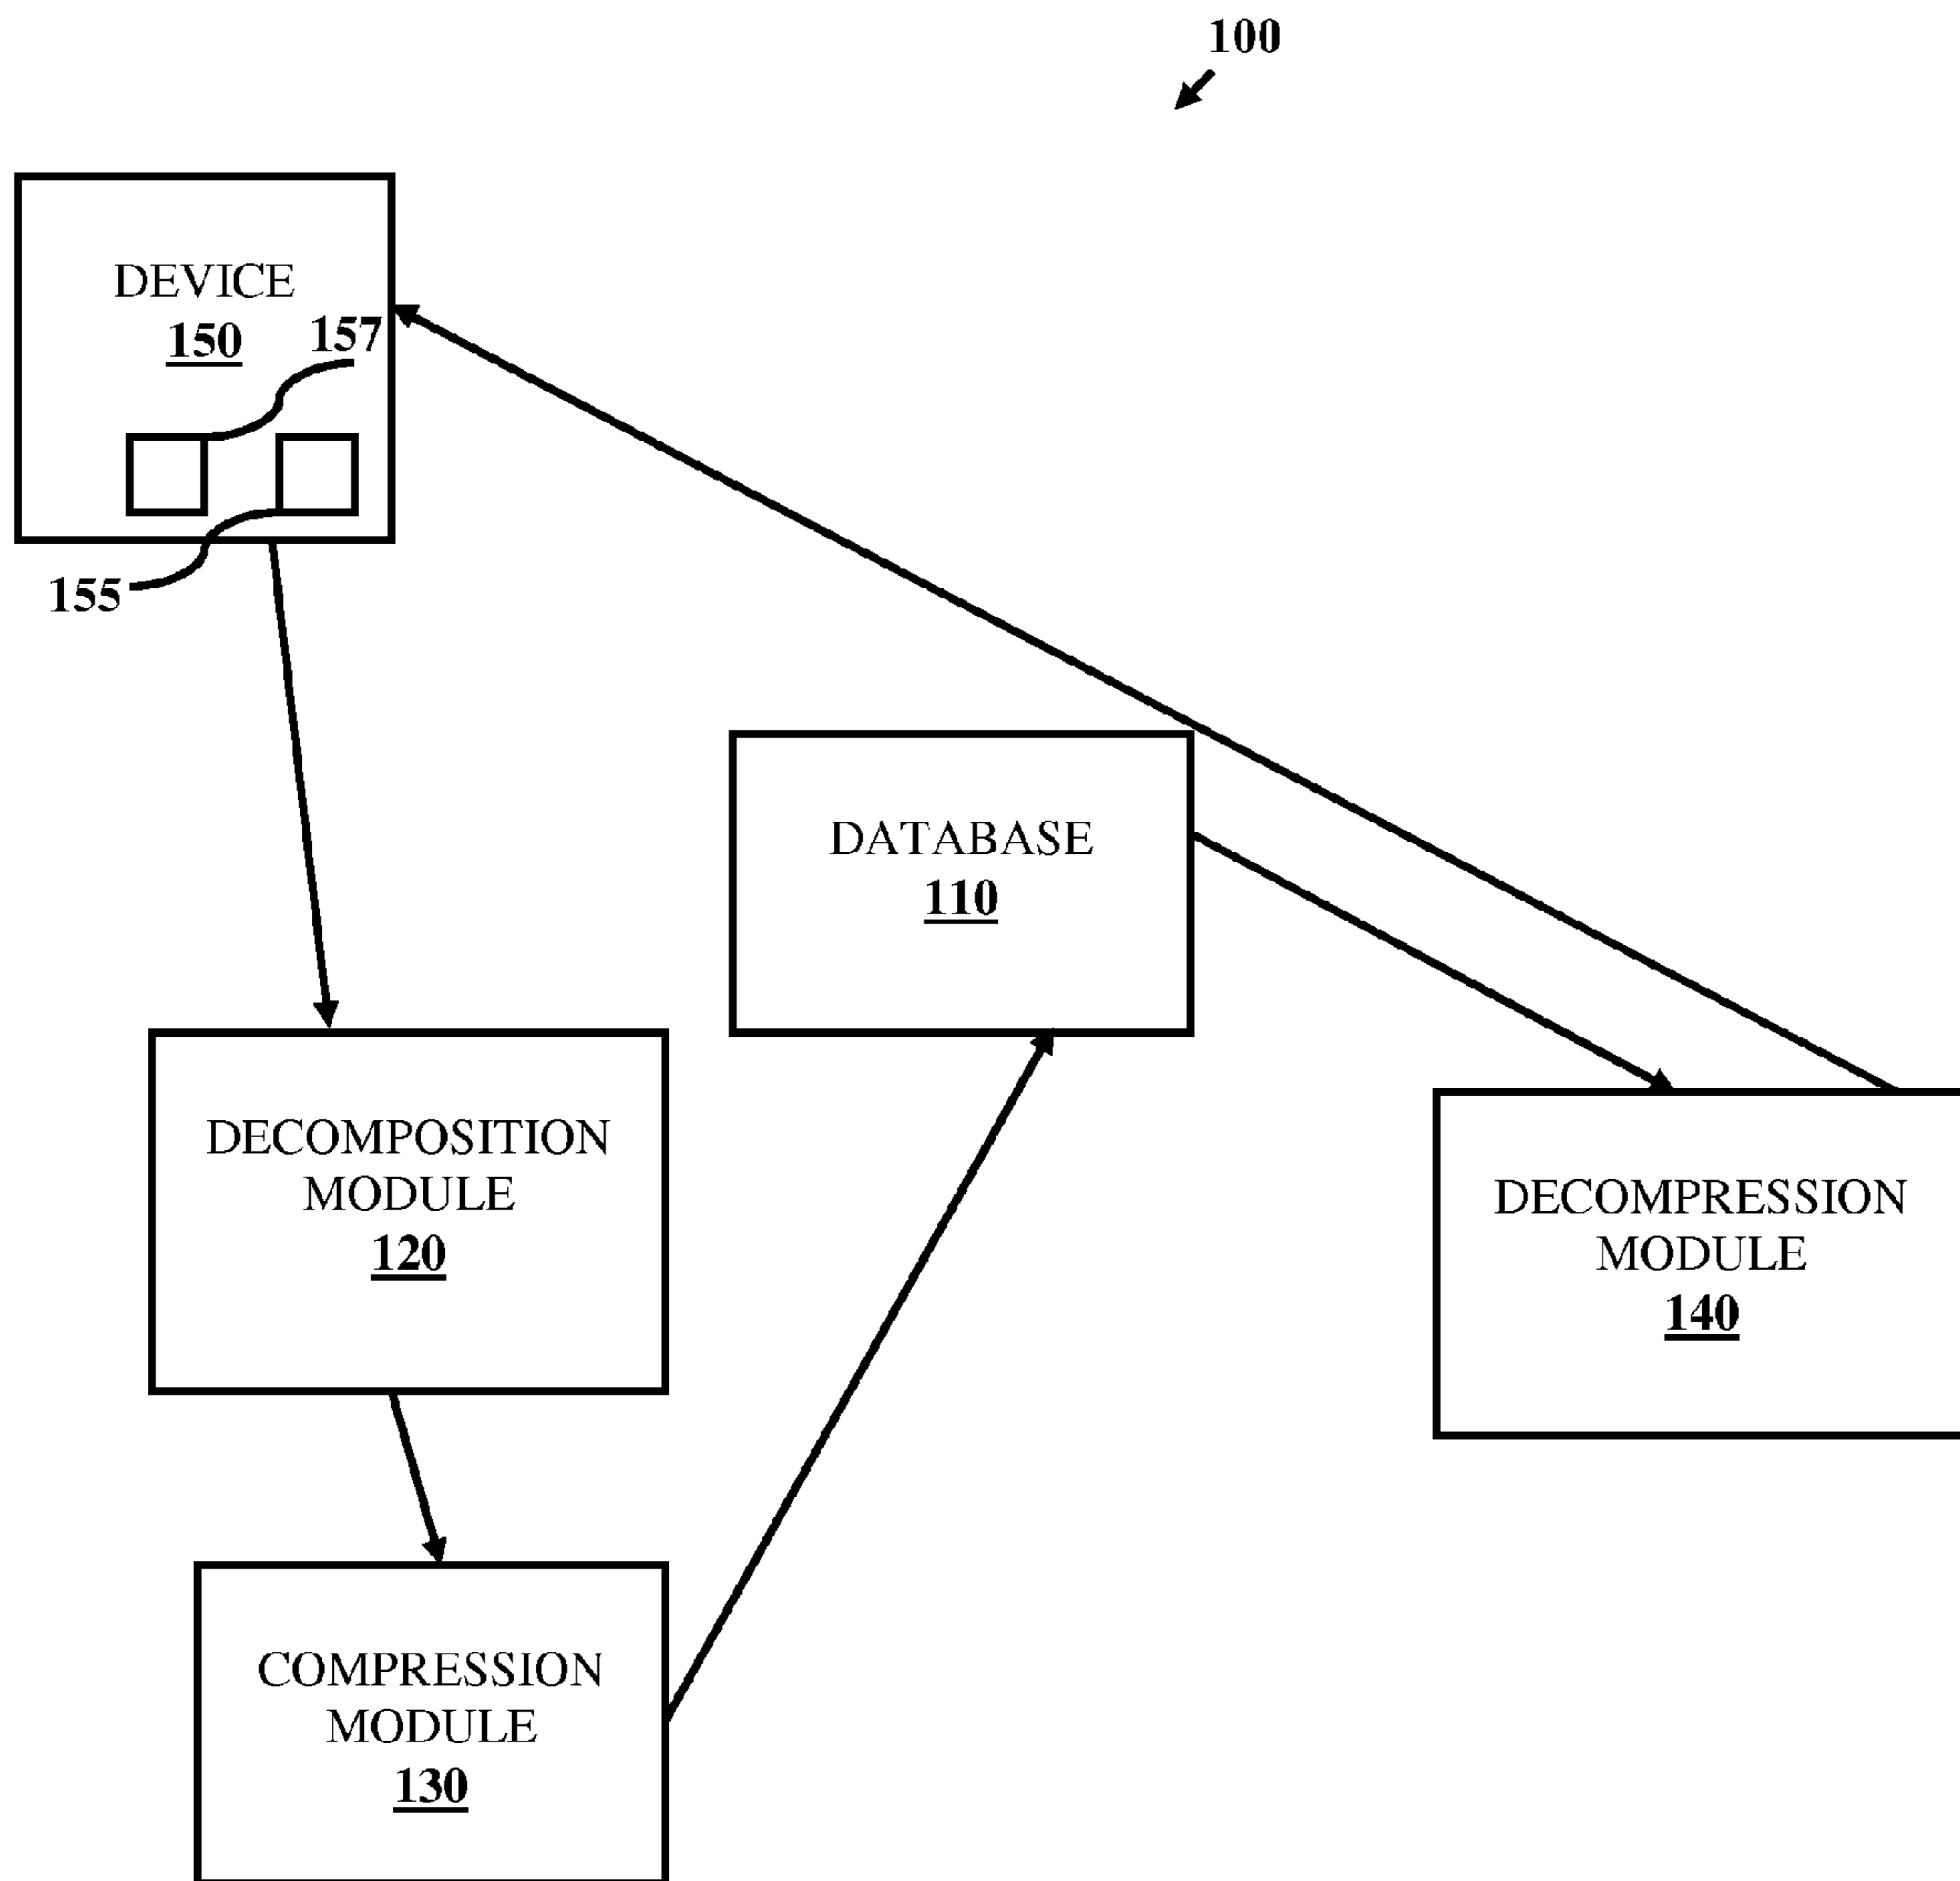 100
DEVICE
150
157
155
DATABASE
110
DECOMPOSITION
MODULE
120
DECOMPRESSION
MODULE
140
COMPRESSION
MODULE
130